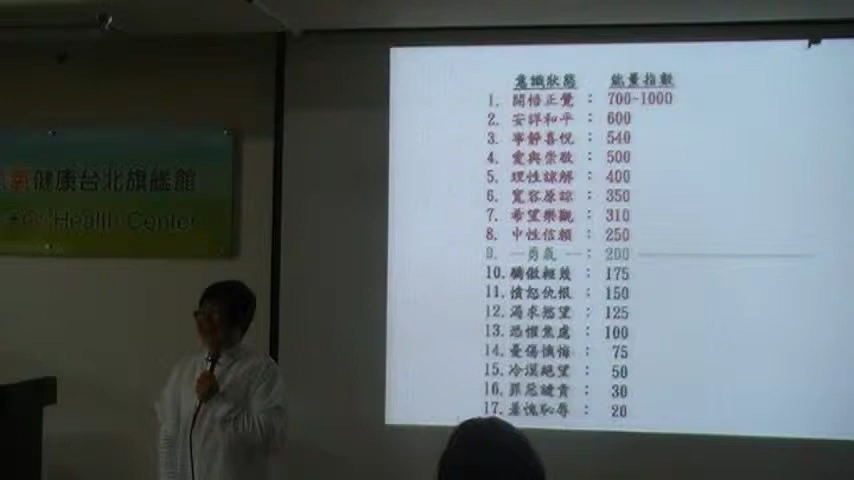 新健康台北旗艦館
Health Center
意識狀態 能量指數
1. 開悟正覺 : 700-1000
2. 安詳和平 : 600
3. 寧靜喜悅 : 540
4. 愛與崇敬 : 500
5. 理性諒解 : 400
6. 寬容原諒 : 350
7. 希望樂觀 : 310
8. 中性信賴 : 250
9. 一勇氣一: 200
10. 驕傲輕蔑 : 175
11. 憤怒仇恨 : 150
12. 渴求慾望 : 125
13. 恐懼焦慮 : 100
14. 憂傷懊悔 : 75
15. 冷漠絕望 : 50
16. 罪惡譴責 : 30
17. 羞愧恥辱 : 20